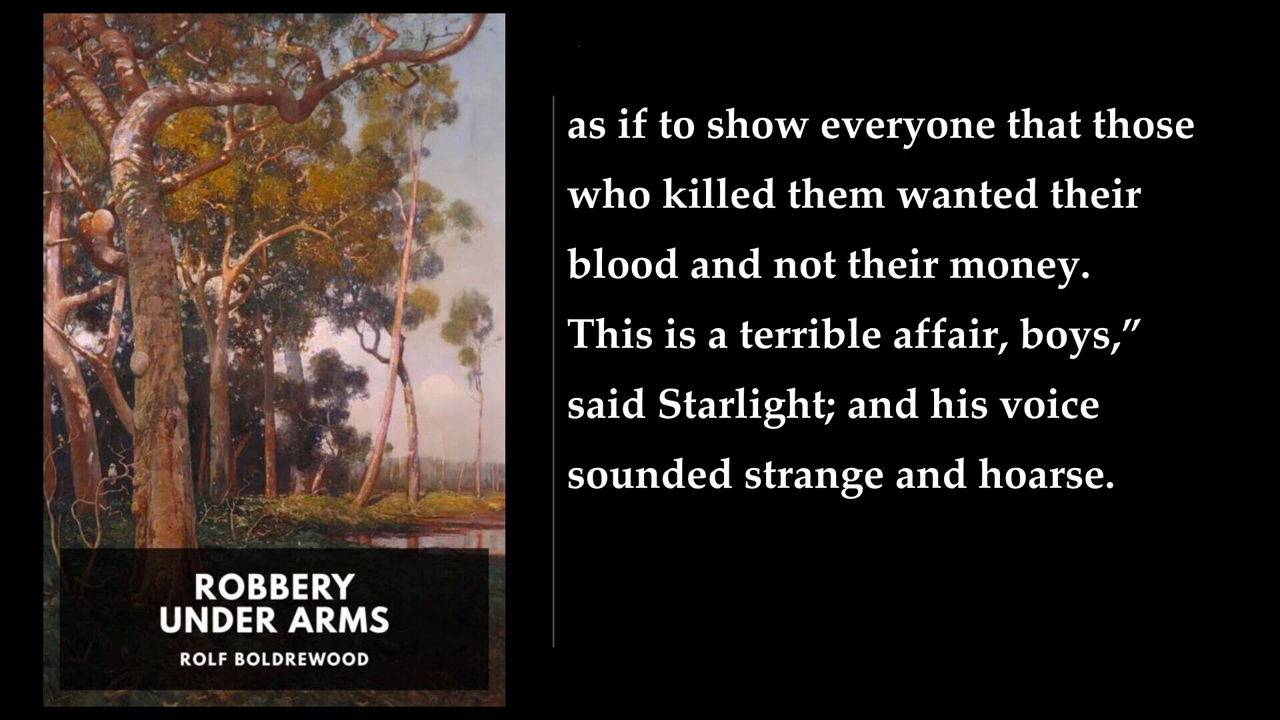 ROBBERY
UNDER ARMS
ROLF BOLDREWOOD
as if to show everyone that those
who killed them wanted their
blood and not their money.
This is a terrible affair, boys,”
said Starlight; and his voice
sounded strange and hoarse.